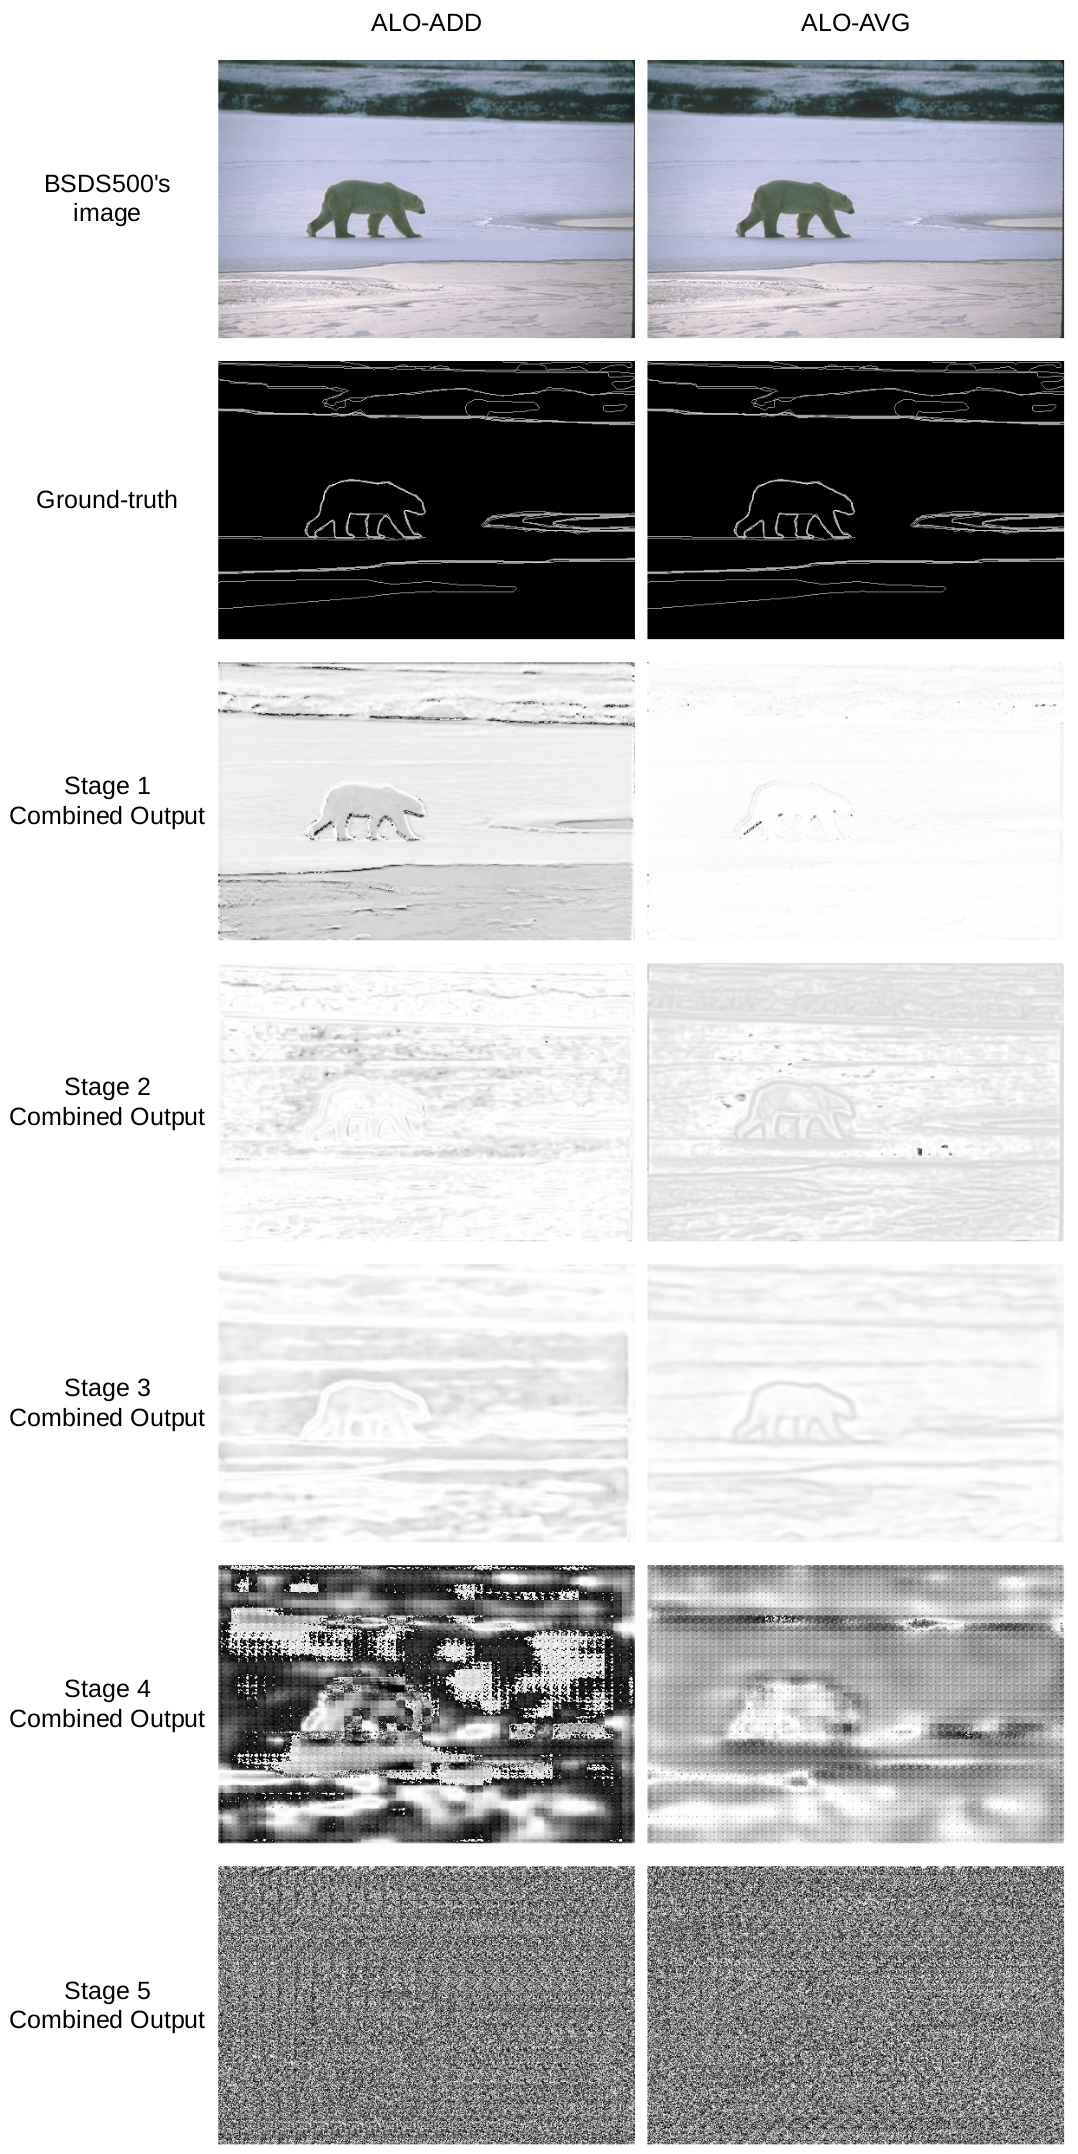 ALO-ADD
ALO-AVG
BSDS500's
image
Ground-truth
Stage 1
Combined Output
Stage 2
Combined Output
Stage 3
Combined Output
Stage 4
Combined Output
Stage 5
Combined Output